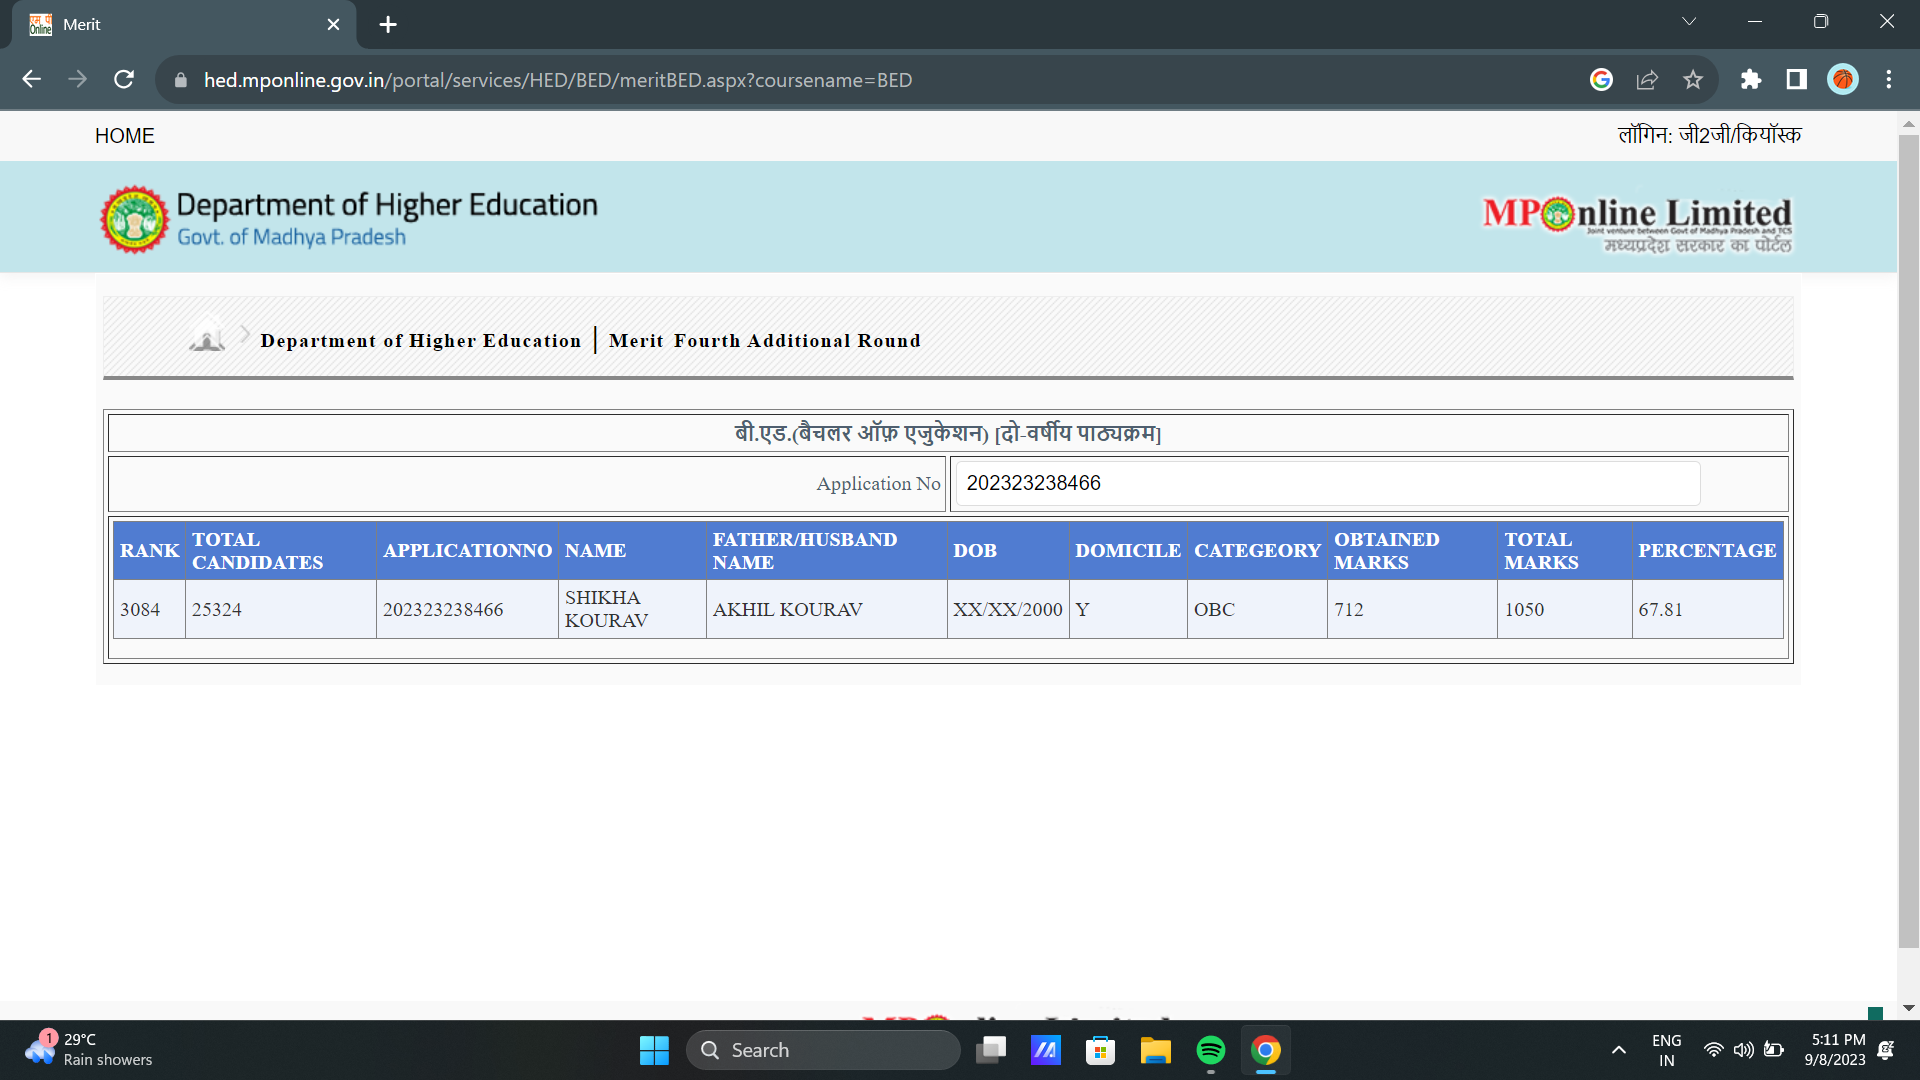 Merit
hed.mponline.gov.in/portal/services/HED/BED/meritBED.aspx?coursename=BED
HOME
लॉगिन: जी2जी/कियॉस्क
Department of Higher Education
Govt. of Madhya Pradesh
MPOnline Limited
Joint venture between Govt of Madhya Pradesh and TCS
मध्यप्रदेश सरकार का पोर्टल
Department of Higher Education | Merit Fourth Additional Round
बी.एड.(बैचलर ऑफ़ एजुकेशन) [दो-वर्षीय पाठ्यक्रम]
Application No 202323238466
RANK TOTAL CANDIDATES APPLICATIONNO NAME FATHER/HUSBAND NAME DOB DOMICILE CATEGEORY OBTAINED MARKS TOTAL MARKS PERCENTAGE
3084 25324 202323238466 SHIKHA KOURAV AKHIL KOURAV XX/XX/2000 Y OBC 712 1050 67.81
1
29°C
Rain showers
Search
ENG
IN
5:11 PM
9/8/2023